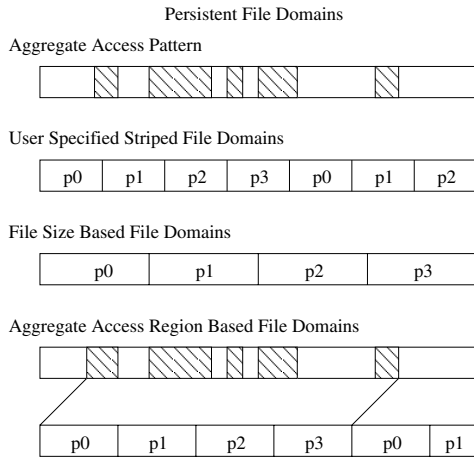 Persistent File Domains
Aggregate Access Pattern
User Specified Striped File Domains
p0 p1 p2 p3 p0 p1 p2
File Size Based File Domains
p0 p1 p2 p3
Aggregate Access Region Based File Domains
p0 p1 p2 p3 p0 p1